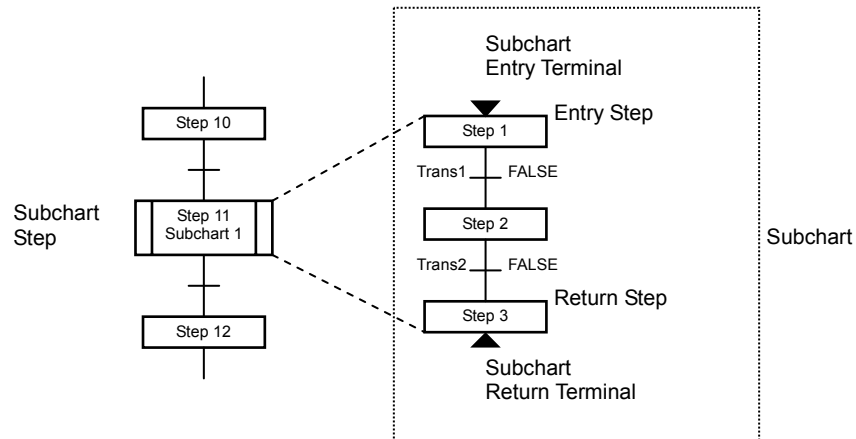 Subchart
Entry Terminal
Step 10
Entry Step
Step 1
Trans1
FALSE
Subchart
Step
Step 11
Subchart 1
Step 2
Subchart
Trans2
FALSE
Return Step
Step 12
Step 3
Subchart
Return Terminal